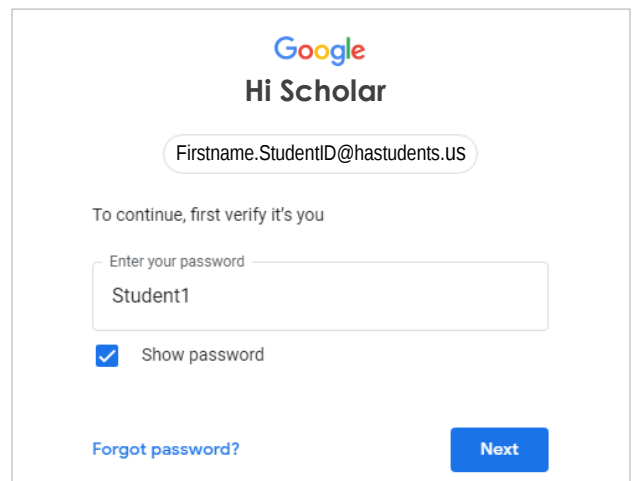 Google
Hi Scholar
Firstname.StudentID@hastudents.us
To continue, first verify it's you
Enter your password
Student1
Show password
Forgot password?
Next